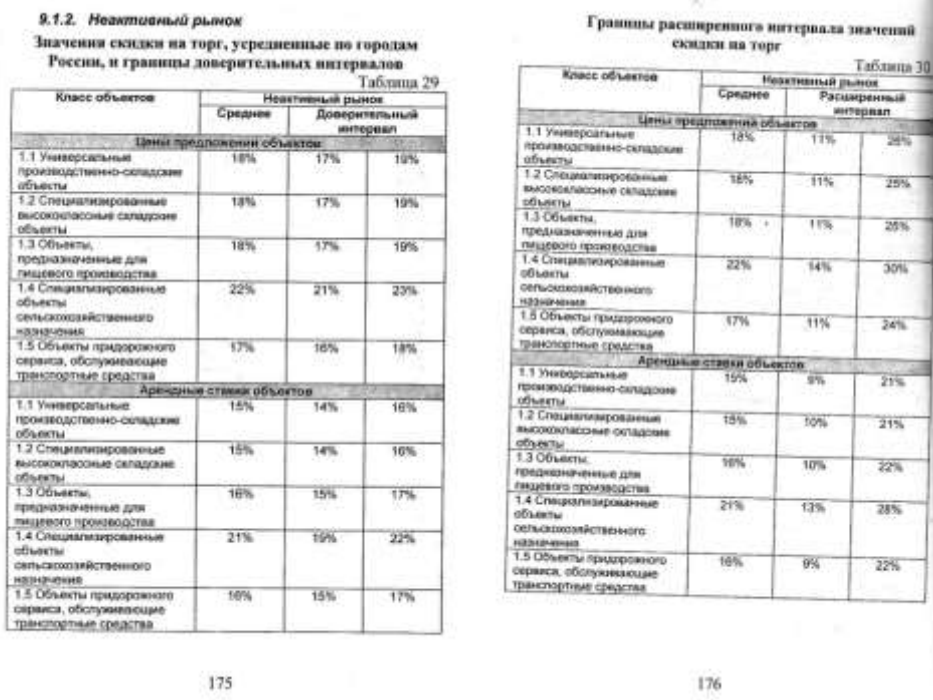 9.1.2. Неактивный рынок
Значения скидки на торг, усредненные по городам
России, и границы доверительных интервалов
Таблица 29
Класс объектов Неактивный рынок
Среднее Доверительный
интервал
Цены предложений объектов
1.1 Универсальные 18% 17% 19%
производственно-складские
объекты
1.2 Специализированные 18% 17% 19%
высококлассные складские
объекты
1.3 Объекты, 18% 17% 19%
предназначенные для
пищевого производства
1.4 Специализированные 22% 21% 23%
объекты
сельскохозяйственного
назначения
1.5 Объекты придорожного 17% 16% 18%
сервиса, обслуживающие
транспортные средства
Арендные ставки объектов
1.1 Универсальные 15% 14% 16%
производственно-складские
объекты
1.2 Специализированные 15% 14% 16%
высококлассные складские
объекты
1.3 Объекты, 16% 15% 17%
предназначенные для
пищевого производства
1.4 Специализированные 21% 19% 22%
объекты
сельскохозяйственного
назначения
1.5 Объекты придорожного 16% 15% 17%
сервиса, обслуживающие
транспортные средства
175
Границы расширенного интервала значений
скидки на торг
Таблица 30
Класс объектов Неактивный рынок
Среднее Расширенный
интервал
Цены предложений объектов
1.1 Универсальные 18% 11%
производственно-складские
объекты
1.2 Специализированные 18% 11% 25%
высококлассные складские
объекты
1.3 Объекты, 18% 11%
предназначенные для
пищевого производства
1.4 Специализированные 22% 14% 30%
объекты
сельскохозяйственного
назначения
1.5 Объекты придорожного 17% 11% 24%
сервиса, обслуживающие
транспортные средства
Арендные ставки объектов
1.1 Универсальные 15% 9% 21%
производственно-складские
объекты
1.2 Специализированные 15% 10% 21%
высококлассные складские
объекты
1.3 Объекты, 16% 10% 22%
предназначенные для
пищевого производства
1.4 Специализированные 21% 13% 28%
объекты
сельскохозяйственного
назначения
1.5 Объекты придорожного 16% 9% 22%
сервиса, обслуживающие
транспортные средства
176